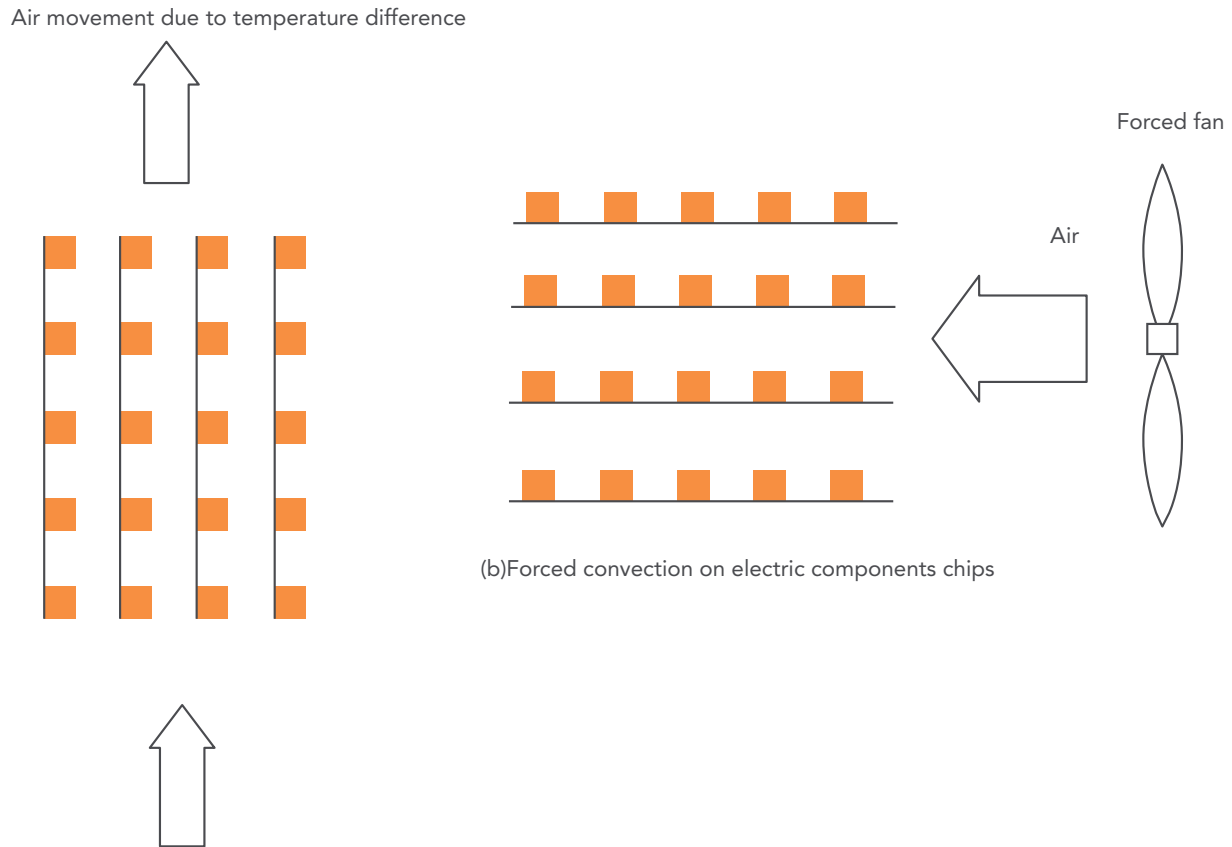 Air movement due to temperature difference
Forced fan
Air
(b)Forced convection on electric components chips